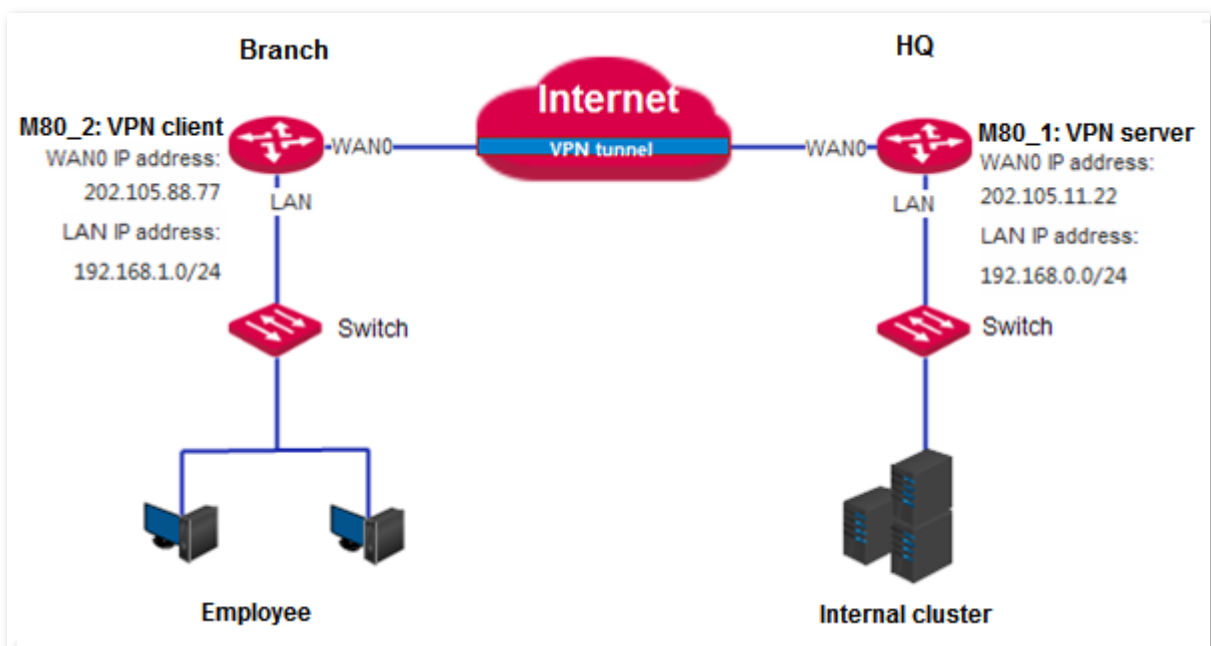 Branch
HQ
Internet
VPN tunnel
M80_2: VPN client
WAN0 IP address:
202.105.88.77
LAN IP address:
192.168.1.0/24
WAN0
LAN
WAN0
LAN
M80_1: VPN server
WAN0 IP address:
202.105.11.22
LAN IP address:
192.168.0.0/24
Switch
Switch
Employee
Internal cluster